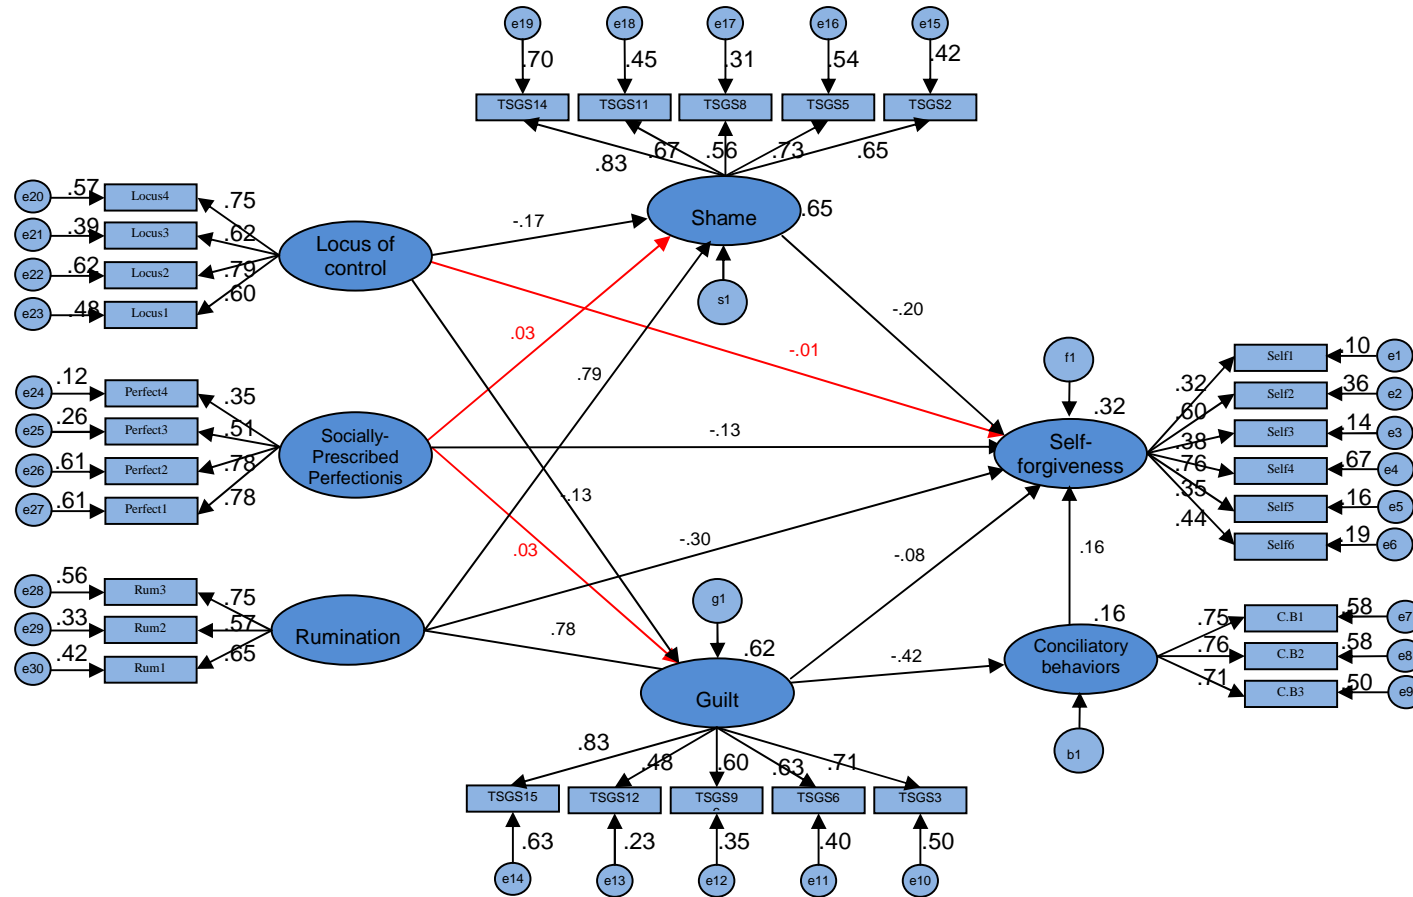 e19
e18
e17
e16
e15
.70
.45
.31
.54
.42
TSGS14
TSGS11
TSGS8
TSGS5
TSGS2
.83
.67
.56
.73
.65
Shame
.65
s1
e20
.57
Locus4
.75
e21
.39
Locus3
.62
e22
.62
Locus2
.79
e23
.48
Locus1
.60
Locus of
control
-.17
.03
-.01
.79
-.20
e24
.12
Perfect4
.35
e25
.26
Perfect3
.51
e26
.61
Perfect2
.78
e27
.61
Perfect1
.78
Socially-
Prescribed
Perfectionis
-.13
-.13
.03
-.30
-.08
.16
f1
.32
Self-
forgiveness
.32
Self1
.10
e1
.60
Self2
.36
e2
.38
Self3
.14
e3
.76
Self4
.67
e4
.35
Self5
.16
e5
.44
Self6
.19
e6
e28
.56
Rum3
.75
e29
.33
Rum2
.57
e30
.42
Rum1
.65
Rumination
.78
g1
.62
Guilt
-.42
.16
Conciliatory
behaviors
b1
.75
C.B1
.58
e7
.76
C.B2
.58
e8
.71
C.B3
.50
e9
.83
.48
.60
.63
.71
TSGS15
TSGS12
TSGS9
TSGS6
TSGS3
.63
.23
.35
.40
.50
e14
e13
e12
e11
e10